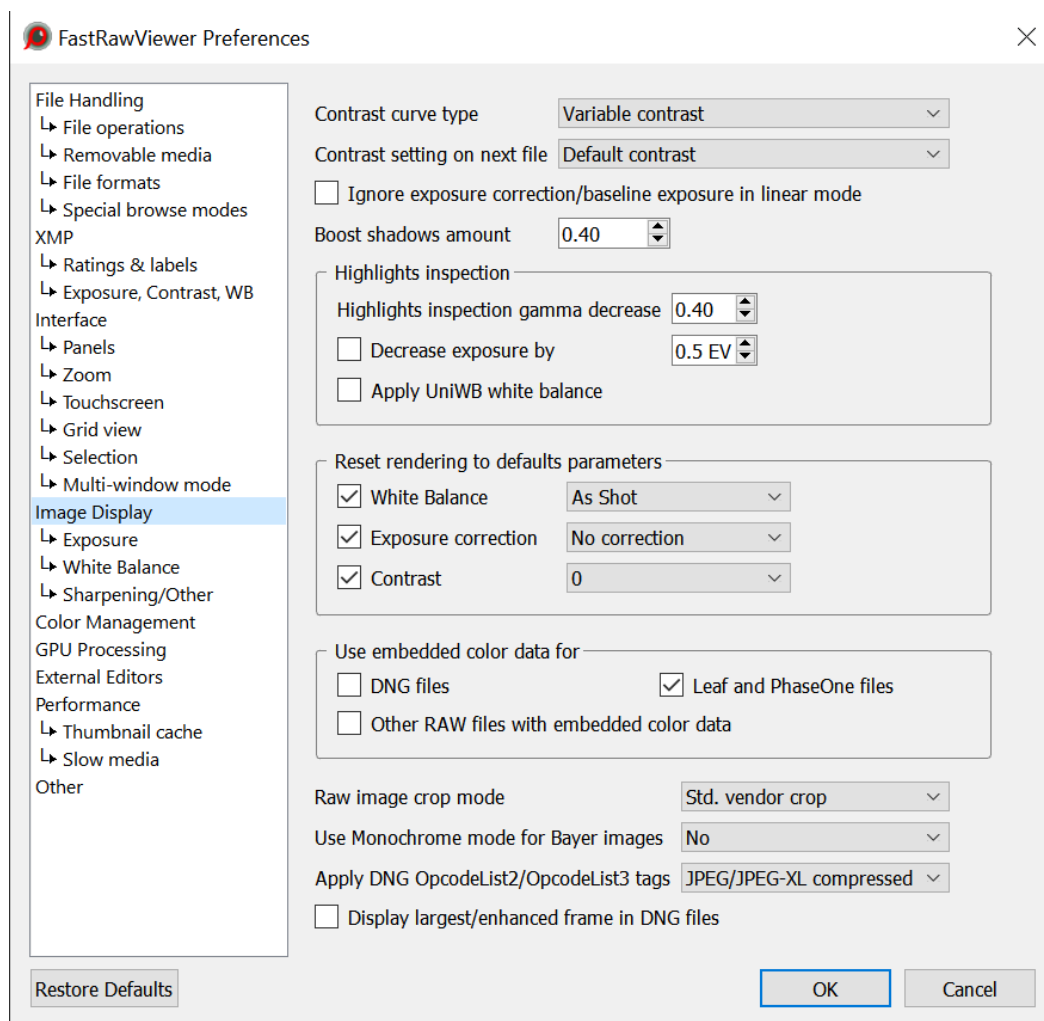 FastRawViewer Preferences
File Handling
File operations
Removable media
File formats
Special browse modes
XMP
Ratings & labels
Exposure, Contrast, WB
Interface
Panels
Zoom
Touchscreen
Grid view
Selection
Multi-window mode
Image Display
Exposure
White Balance
Sharpening/Other
Color Management
GPU Processing
External Editors
Performance
Thumbnail cache
Slow media
Other
Contrast curve type Variable contrast
Contrast setting on next file Default contrast
Ignore exposure correction/baseline exposure in linear mode
Boost shadows amount 0.40
Highlights inspection
Highlights inspection gamma decrease 0.40
Decrease exposure by 0.5 EV
Apply UniWB white balance
Reset rendering to defaults parameters
White Balance As Shot
Exposure correction No correction
Contrast 0
Use embedded color data for
DNG files Leaf and PhaseOne files
Other RAW files with embedded color data
Raw image crop mode Std. vendor crop
Use Monochrome mode for Bayer images No
Apply DNG OpcodeList2/OpcodeList3 tags JPEG/JPEG-XL compressed
Display largest/enhanced frame in DNG files
Restore Defaults OK Cancel